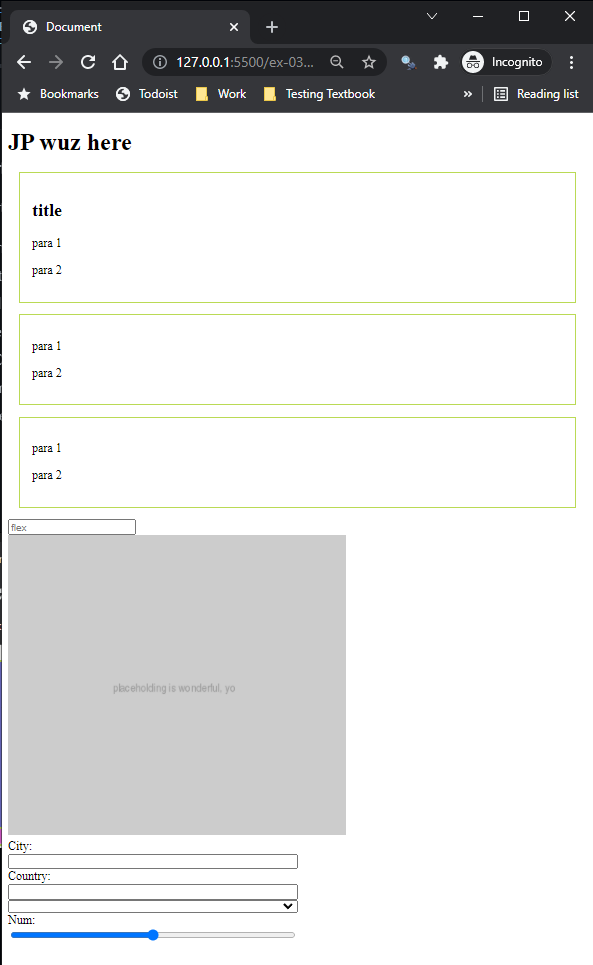 Document
127.0.0.1:5500/ex-03...
Incognito
Bookmarks
Todoist
Work
Testing Textbook
»
Reading list
JP wuz here
title
para 1
para 2
para 1
para 2
para 1
para 2
flex
placeholding is wonderful, yo
City:
Country:
Num: